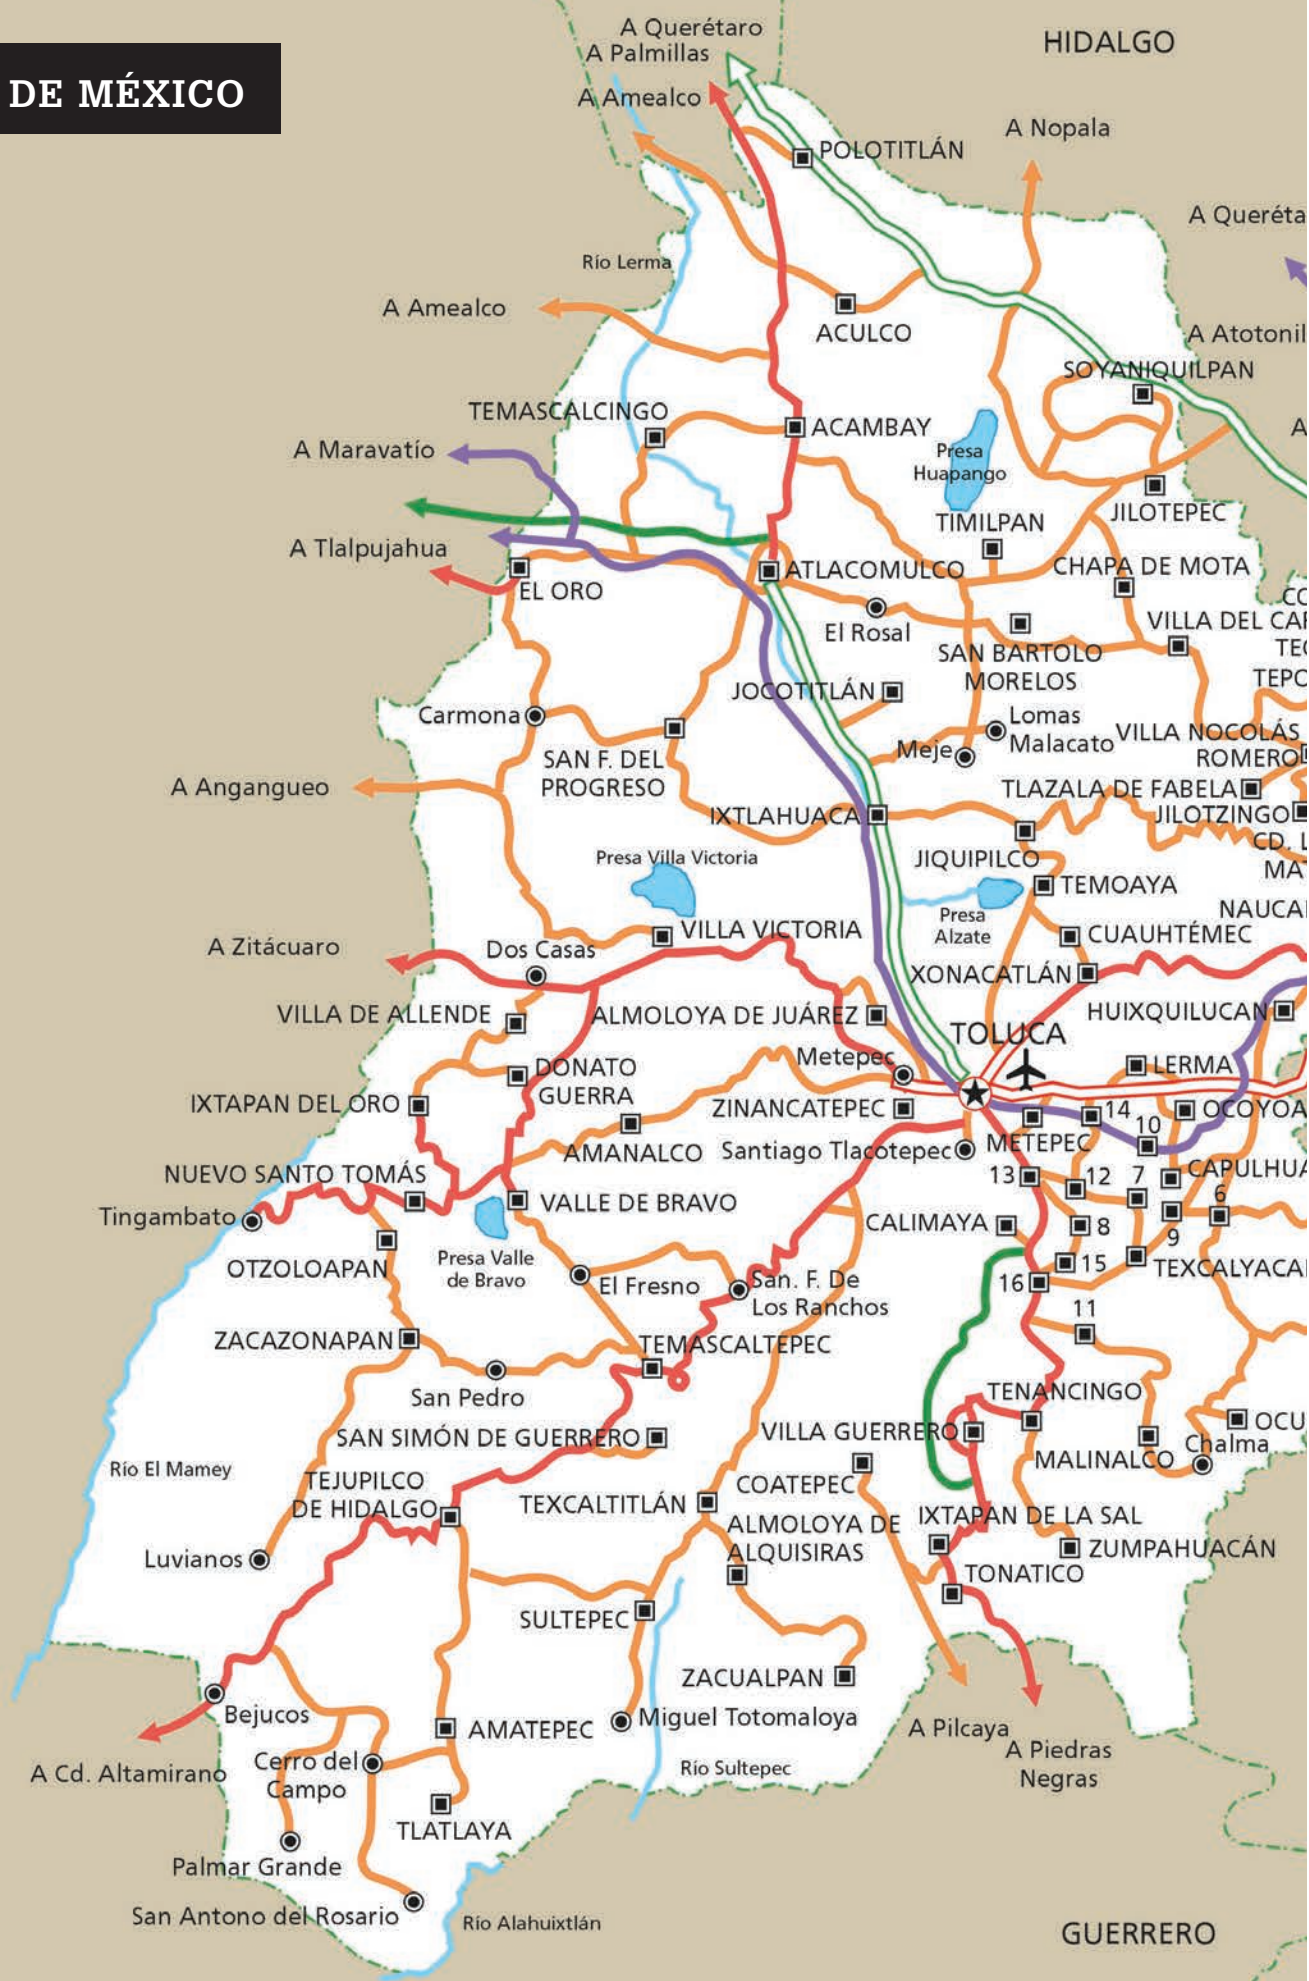 A Querétaro
A Palmillas
HIDALGO
DE MÉXICO
A Amealco
A Nopala
POLOTITLÁN
A Queréta
Río Lerma
A Amealco
ACULCO
A Atotonil
SOYANIQUILPAN
TEMASCALCINGO
ACAMBAY
A
A Maravatío
Presa
Huapango
JILOTEPEC
TIMILPAN
A Tlalpujahua
ATLACOMULCO
CHAPA DE MOTA
EL ORO
CO
El Rosal
VILLA DEL CAR
TEC
SAN BARTOLO
MORELOS
TEPO
JOCOTITLÁN
Carmona
Lomas
Malacato
VILLA NOCOLÁS
ROMERO
Meje
SAN F. DEL
PROGRESO
A Angangueo
TLAZALA DE FABELA
IXTLAHUACA
JILOTZINGO
CD. L
MA
Presa Villa Victoria
JIQUIPILCO
TEMOAYA
Presa
Alzate
NAUCA
VILLA VICTORIA
CUAUHTÉMEC
A Zitácuaro
Dos Casas
XONACATLÁN
VILLA DE ALLENDE
ALMOLOYA DE JUÁREZ
HUIXQUILUCAN
TOLUCA
Metepec
LERMA
DONATO
GUERRA
IXTAPAN DEL ORO
ZINANCATEPEC
14
OCOYOA
10
AMANALCO
Santiago Tlacotepec
METEPEC
NUEVO SANTO TOMÁS
13
12
7
CAPULHUA
6
VALLE DE BRAVO
Tingambato
CALIMAYA
8
9
OTZOLOAPAN
Presa Valle
de Bravo
15
TEXCALYACA
El Fresno
San. F. De
Los Ranchos
16
11
ZACAZONAPAN
TEMASCALTEPEC
San Pedro
TENANCINGO
OCU
VILLA GUERRERO
SAN SIMÓN DE GUERRERO
Chalma
MALINALCO
Río El Mamey
TEJUPILCO
DE HIDALGO
COATEPEC
TEXCALTITLÁN
IXTAPAN DE LA SAL
ALMOLOYA DE
ALQUISIRAS
Luvianos
ZUMPAHUACÁN
TONATICO
SULTEPEC
ZACUALPAN
Bejucos
AMATEPEC
Miguel Totomaloya
A Pilcaya
A Piedras
Negras
Cerro del
Campo
A Cd. Altamirano
Río Sultepec
TLATLAYA
Palmar Grande
San Antono del Rosario
Río Alahuixtlán
GUERRERO